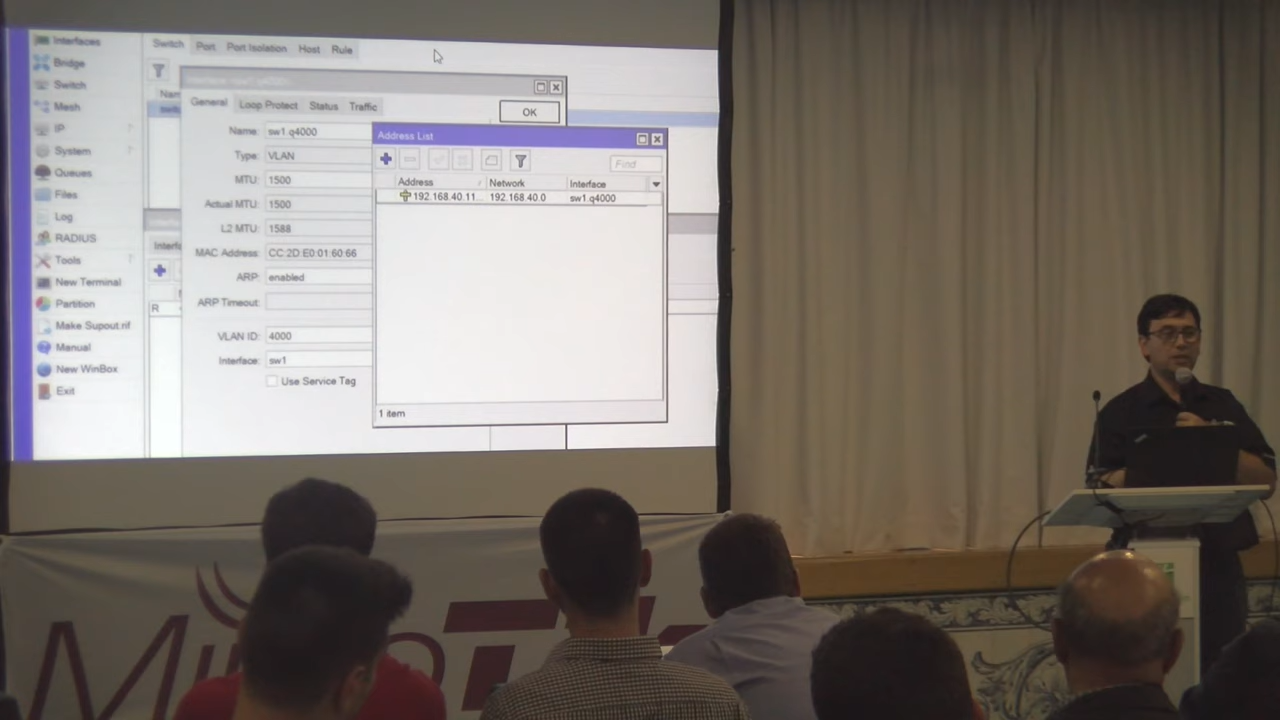 Interfaces
Bridge
Switch
Mesh
IP
System
Queues
Files
Log
RADIUS
Tools
New Terminal
Partition
Make Supout.rif
Manual
New WinBox
Exit
Switch Port Port Isolation Host Rule
General Loop Protect Status Traffic
OK
Name: sw1.q4000
Type: VLAN
MTU: 1500
Actual MTU: 1500
L2 MTU: 1588
MAC Address: CC:2D:E0:01:60:66
ARP: enabled
ARP Timeout:
VLAN ID: 4000
Interface: sw1
Use Service Tag
R
Address List
Find
Address Network Interface
192.168.40.11... 192.168.40.0 sw1.q4000
1 item